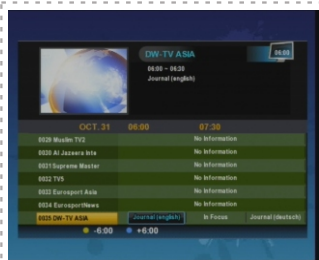 DW-TV ASIA
06:00
06:00 ~ 06:30
Journal (english)
OCT. 31 06:00 07:30
0029 Muslim TV2 No Information
0030 Al Jazeera Inte No Information
0031 Supreme Master No Information
0032 TV5 No Information
0033 Eurosport Asia No Information
0034 EurosportNews No Information
0035 DW-TV ASIA Journal (english) In Focus Journal (deutsch)
-6:00 +6:00